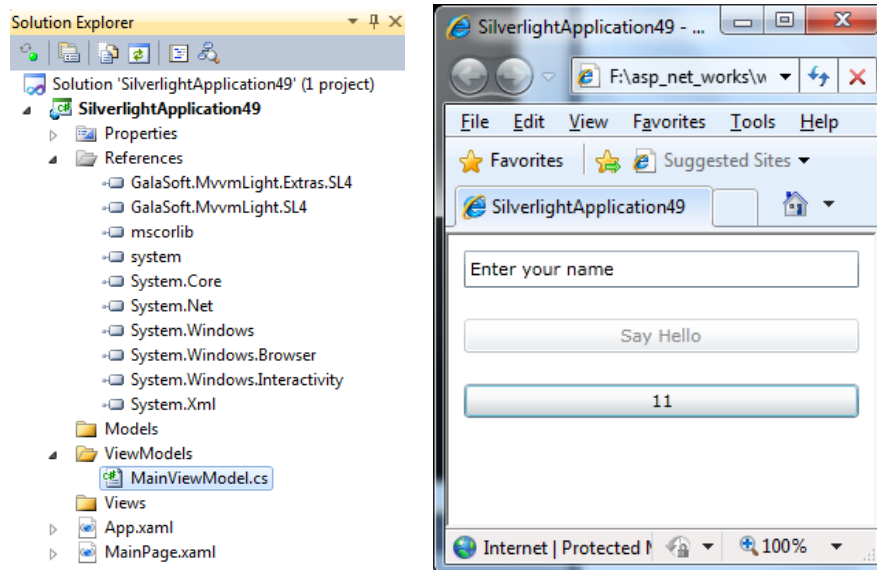 Solution Explorer
Solution 'SilverlightApplication49' (1 project)
SilverlightApplication49
Properties
References
GalaSoft.MvvmLight.Extras.SL4
GalaSoft.MvvmLight.SL4
mscorlib
system
System.Core
System.Net
System.Windows
System.Windows.Browser
System.Windows.Interactivity
System.Xml
Models
ViewModels
MainViewModel.cs
Views
App.xaml
MainPage.xaml
SilverlightApplication49 - ...
F:\asp_net_works\w
File Edit View Favorites Tools Help
Favorites Suggested Sites
SilverlightApplication49
Enter your name
Say Hello
11
Internet | Protected 100%